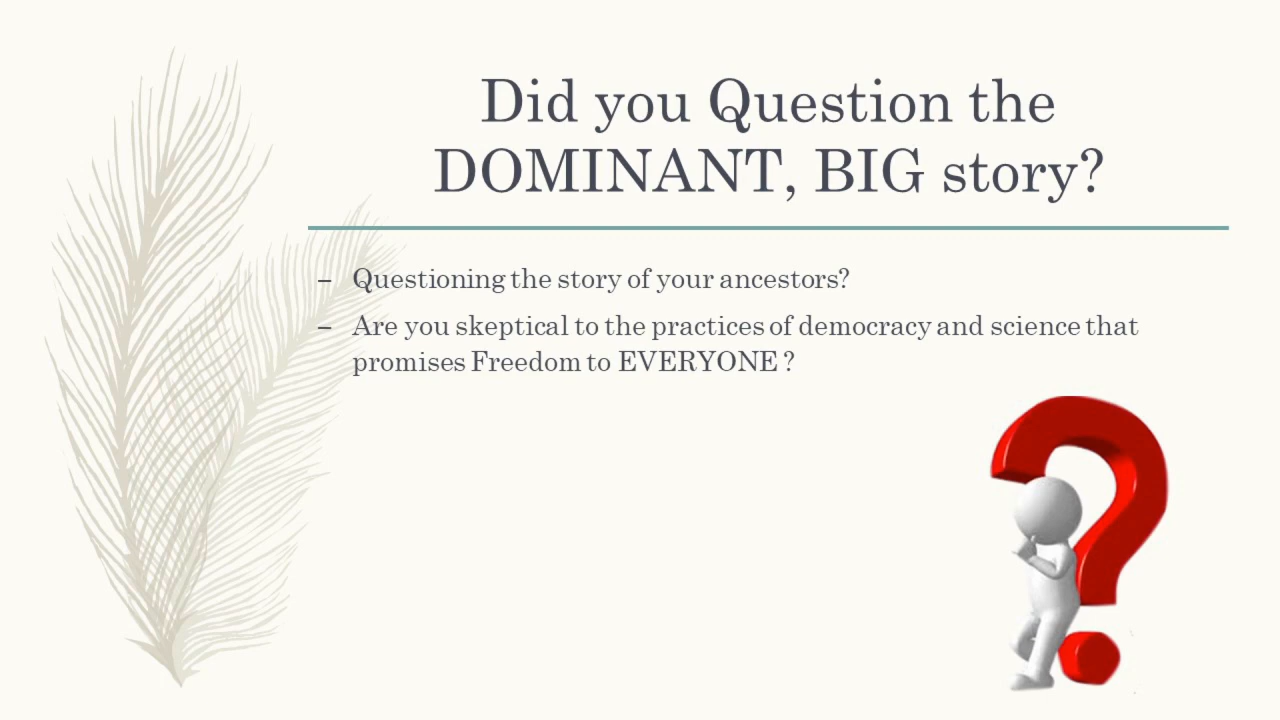 Did you Question the
DOMINANT, BIG story?
– Questioning the story of your ancestors?
– Are you skeptical to the practices of democracy and science that
promises Freedom to EVERYONE ?